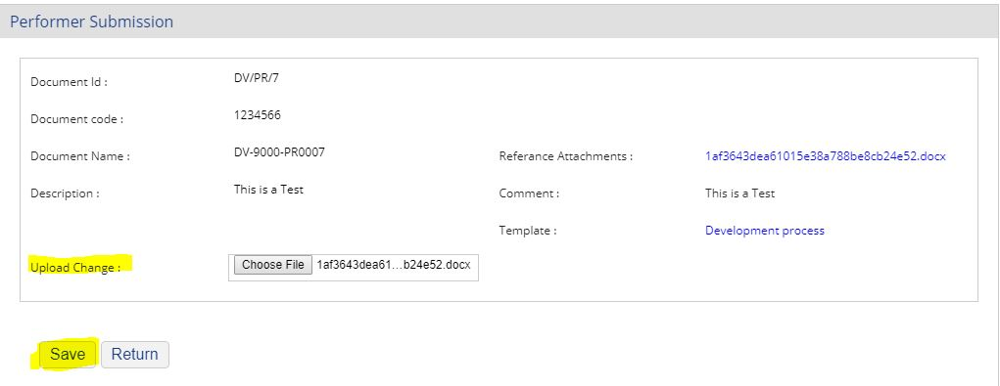 Performer Submission
Document Id : DV/PR/7
Document code : 1234566
Document Name : DV-9000-PR0007 Referance Attachments : 1af3643dea61015e38a788be8cb24e52.docx
Description : This is a Test Comment : This is a Test
Template : Development process
Upload Change : Choose File 1af3643dea61...b24e52.docx
Save Return